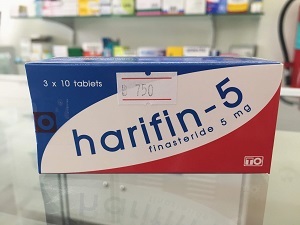 3 x 10 tablets
฿ 750
harifin-5
finasteride 5 mg